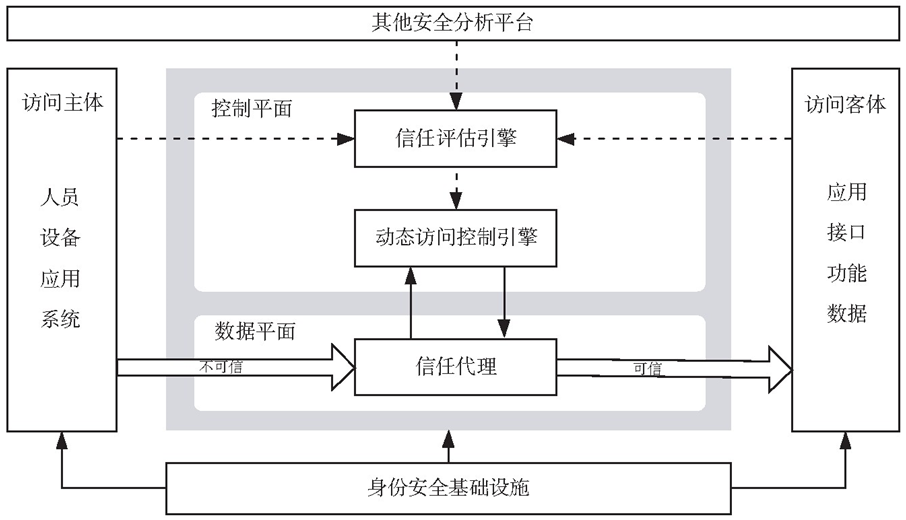 其他安全分析平台
访问主体
人员
设备
应用
系统
控制平面
信任评估引擎
动态访问控制引擎
数据平面
不可信
信任代理
可信
访问客体
应用
接口
功能
数据
身份安全基础设施